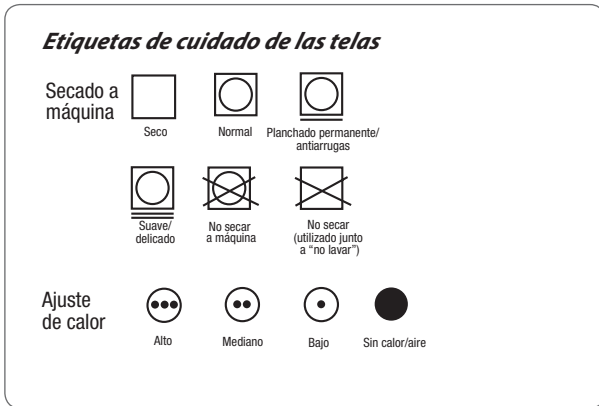 Etiquetas de cuidado de las telas
Secado a
máquina
Seco
Normal
Planchado permanente/
antiarrugas
Suave/
delicado
No secar
a máquina
No secar
(utilizado junto
a “no lavar”)
Ajuste
de calor
Alto
Mediano
Bajo
Sin calor/aire